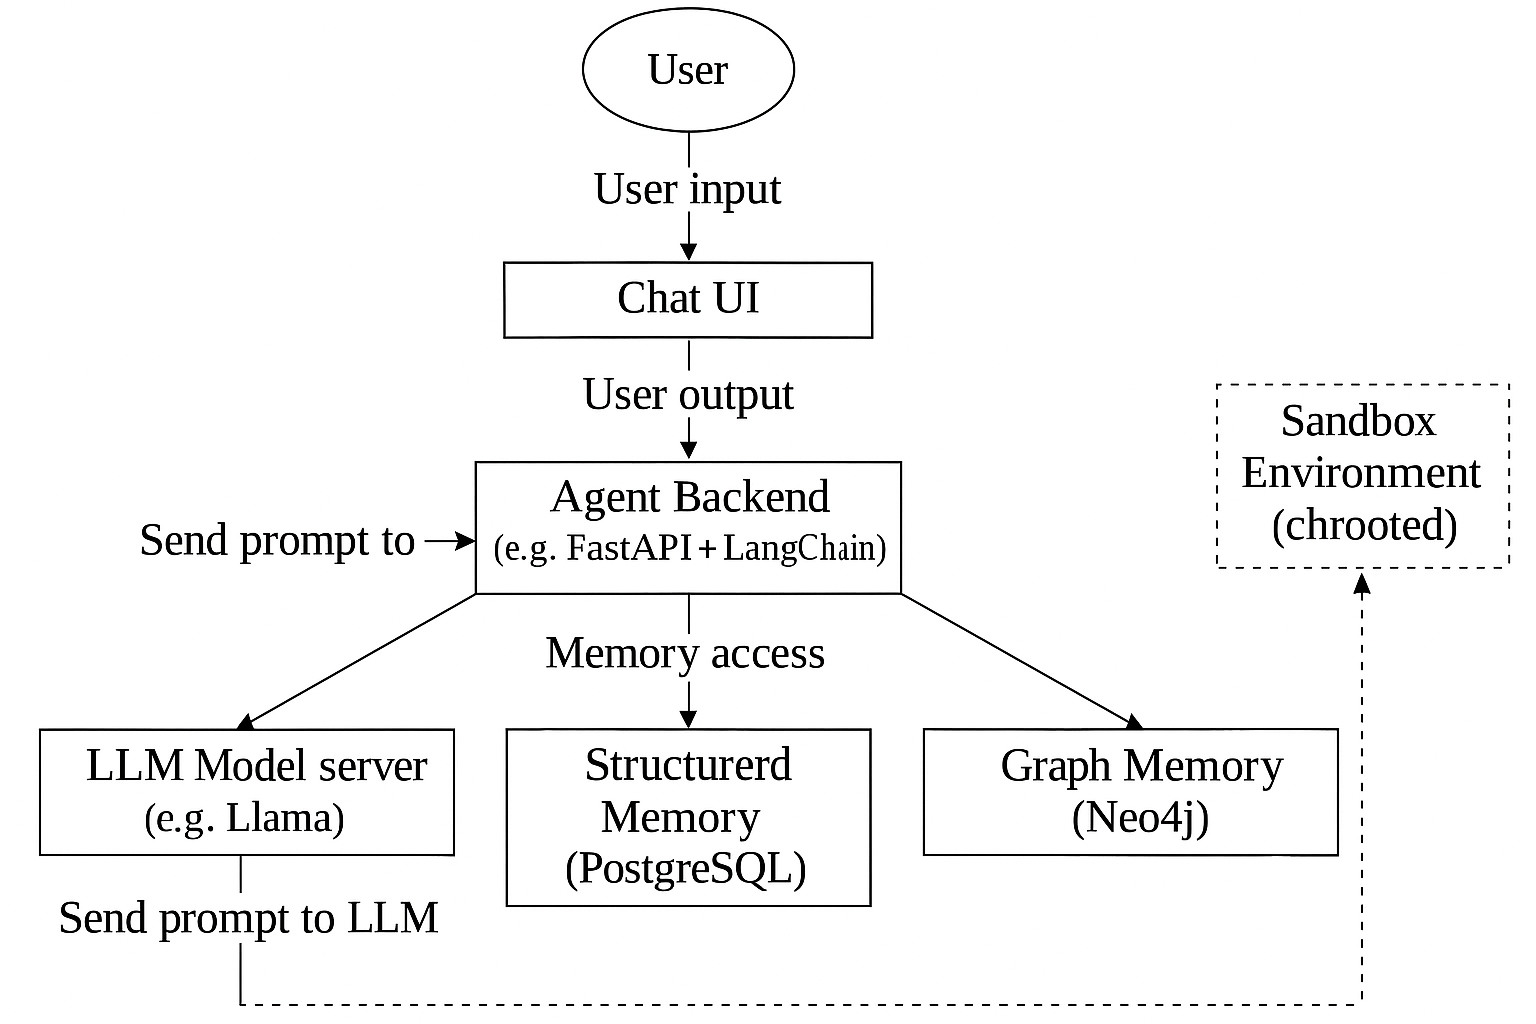 User
User input
Chat UI
User output
Agent Backend
(e.g. FastAPI + LangChain)
Send prompt to
Sandbox
Environment
(chrooted)
Memory access
LLM Model server
(e.g. Llama)
Structurerd
Memory
(PostgreSQL)
Graph Memory
(Neo4j)
Send prompt to LLM